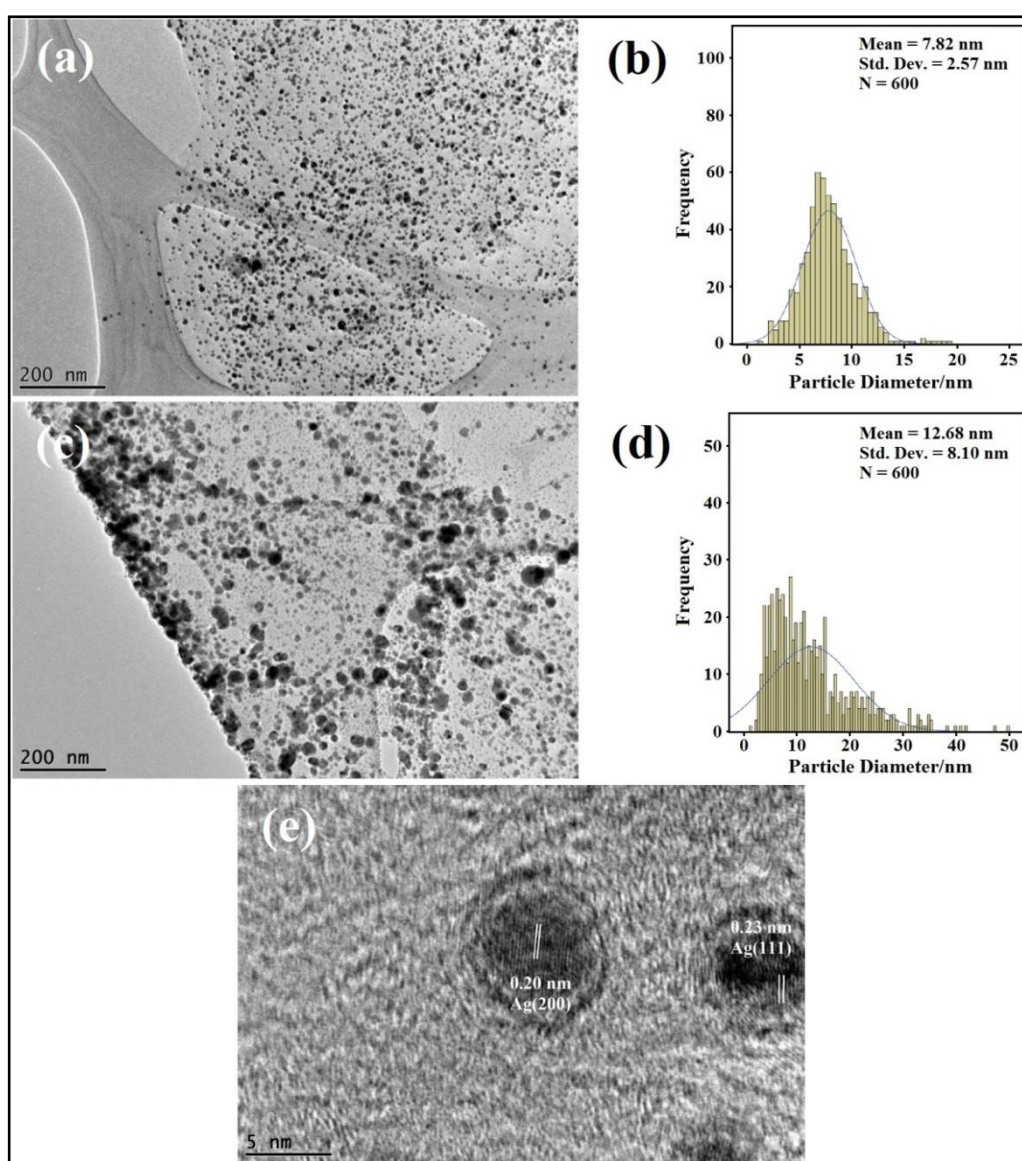 (a)
200 nm
(b)
Mean = 7.82 nm
Std. Dev. = 2.57 nm
N = 600
Frequency
100
80
60
40
20
0
0 5 10 15 20 25
Particle Diameter/nm
(c)
200 nm
(d)
Mean = 12.68 nm
Std. Dev. = 8.10 nm
N = 600
Frequency
50
40
30
20
10
0
0 10 20 30 40 50
Particle Diameter/nm
(e)
0.20 nm
Ag(200)
0.23 nm
Ag(111)
5 nm